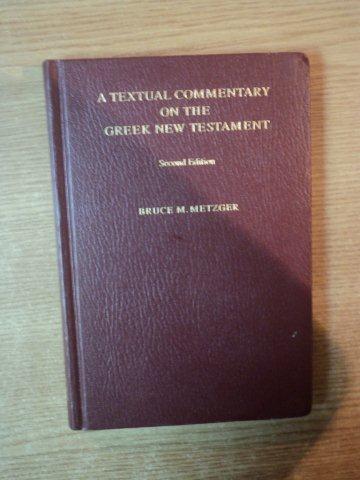 A TEXTUAL COMMENTARY
ON THE
GREEK NEW TESTAMENT
Second Edition
BRUCE M. METZGER